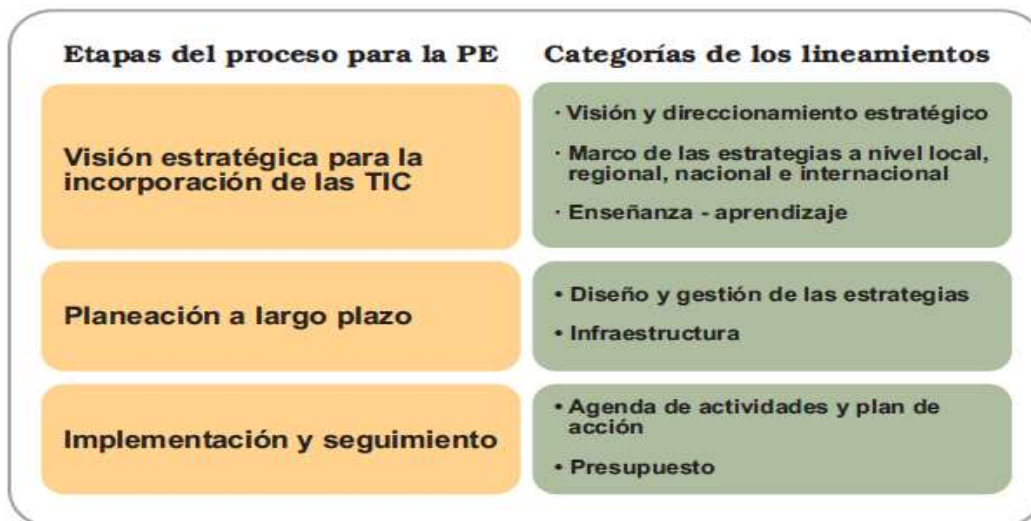 Etapas del proceso para la PE
Categorías de los lineamientos
Visión estratégica para la
incorporación de las TIC
· Visión y direccionamiento estratégico
· Marco de las estrategias a nivel local,
regional, nacional e internacional
· Enseñanza - aprendizaje
Planeación a largo plazo
• Diseño y gestión de las estrategias
• Infraestructura
Implementación y seguimiento
• Agenda de actividades y plan de
acción
• Presupuesto